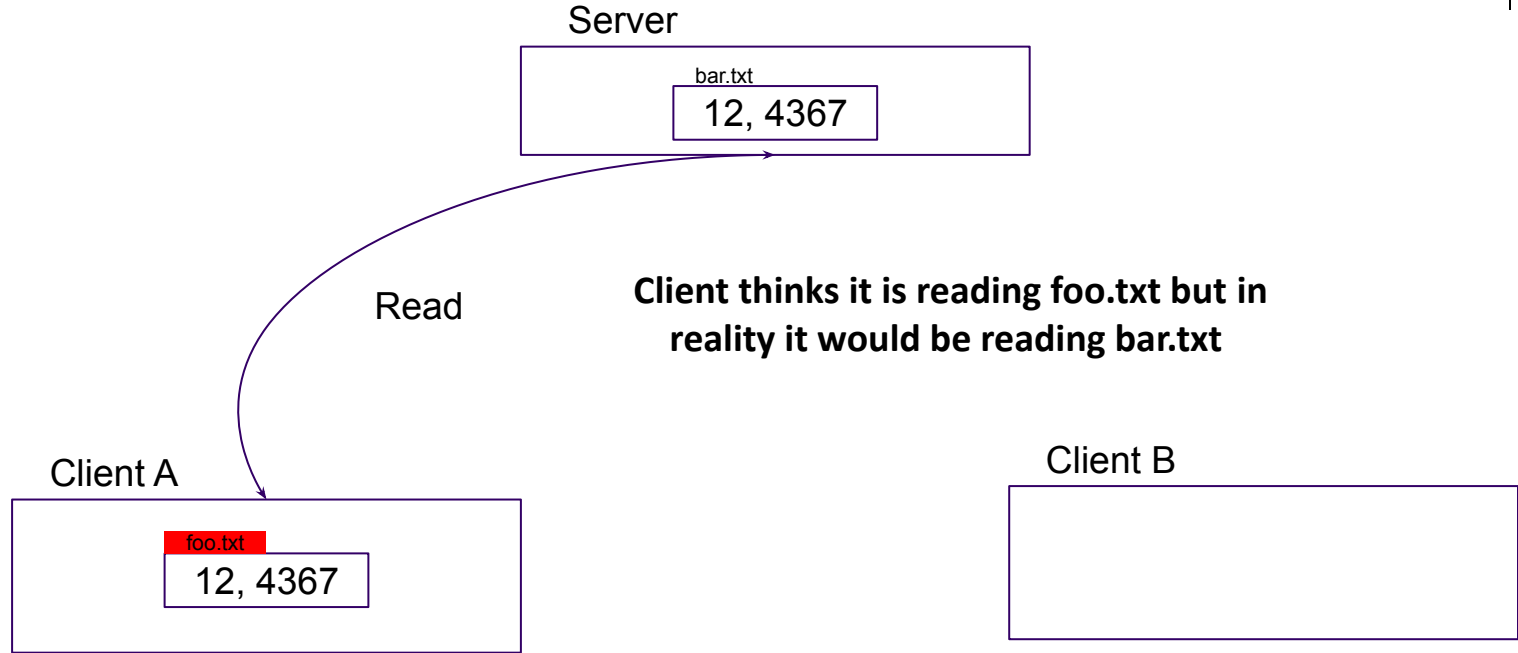 Server
bar.txt
12, 4367
Read
Client thinks it is reading foo.txt but in
reality it would be reading bar.txt
Client A
foo.txt
12, 4367
Client B